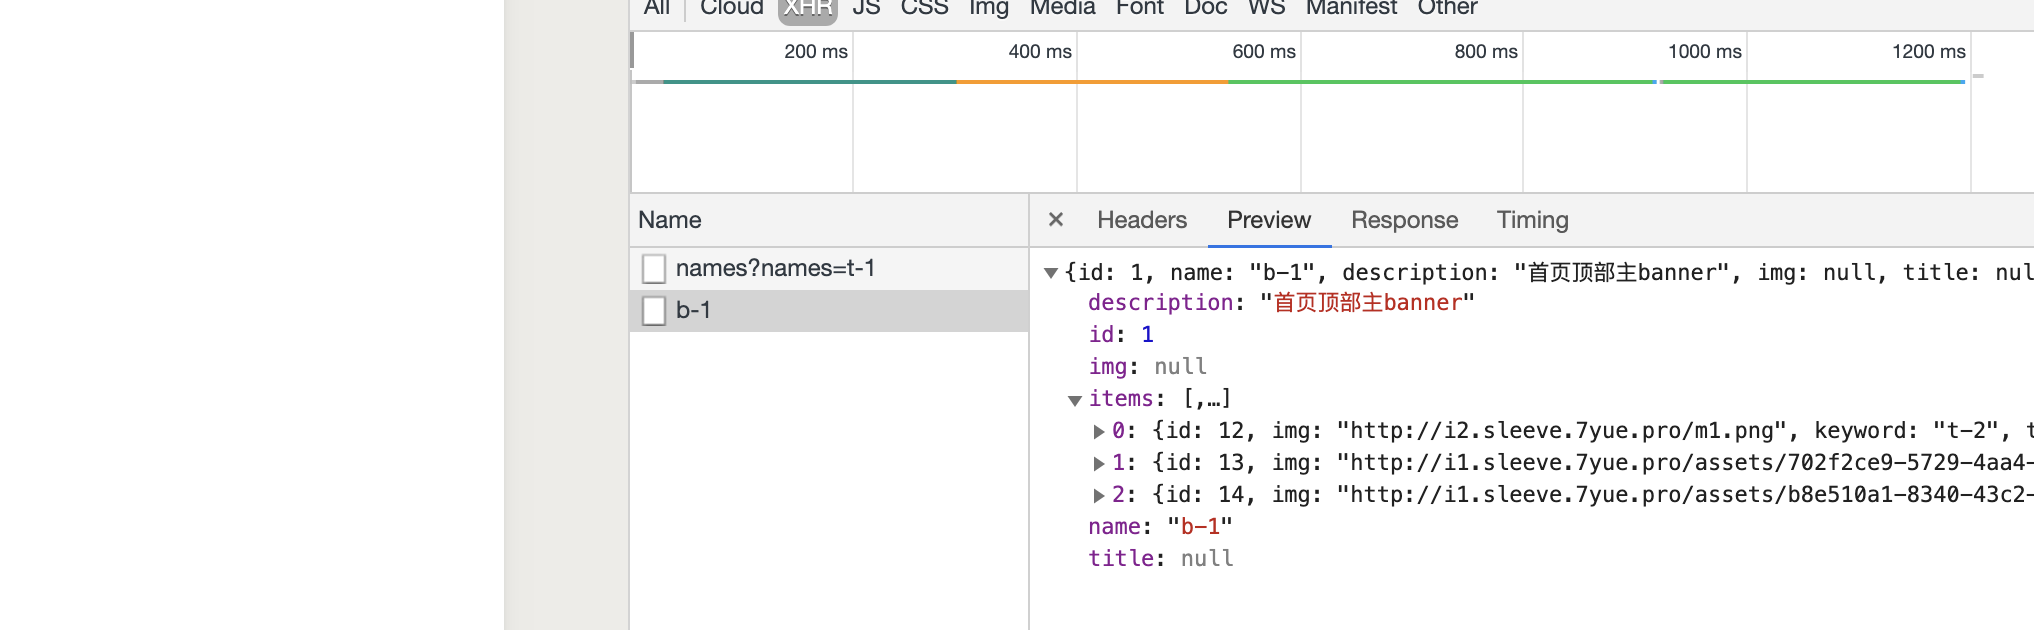 All Cloud XHR JS CSS Img Media Font Doc WS Manifest Other
200 ms 400 ms 600 ms 800 ms 1000 ms 1200 ms
Name
× Headers Preview Response Timing
names?names=t-1
b-1
{id: 1, name: "b-1", description: "首页顶部主banner", img: null, title: nul
description: "首页顶部主banner"
id: 1
img: null
items: [,…]
0: {id: 12, img: "http://i2.sleeve.7yue.pro/m1.png", keyword: "t-2", t
1: {id: 13, img: "http://i1.sleeve.7yue.pro/assets/702f2ce9-5729-4aa4-
2: {id: 14, img: "http://i1.sleeve.7yue.pro/assets/b8e510a1-8340-43c2-
name: "b-1"
title: null